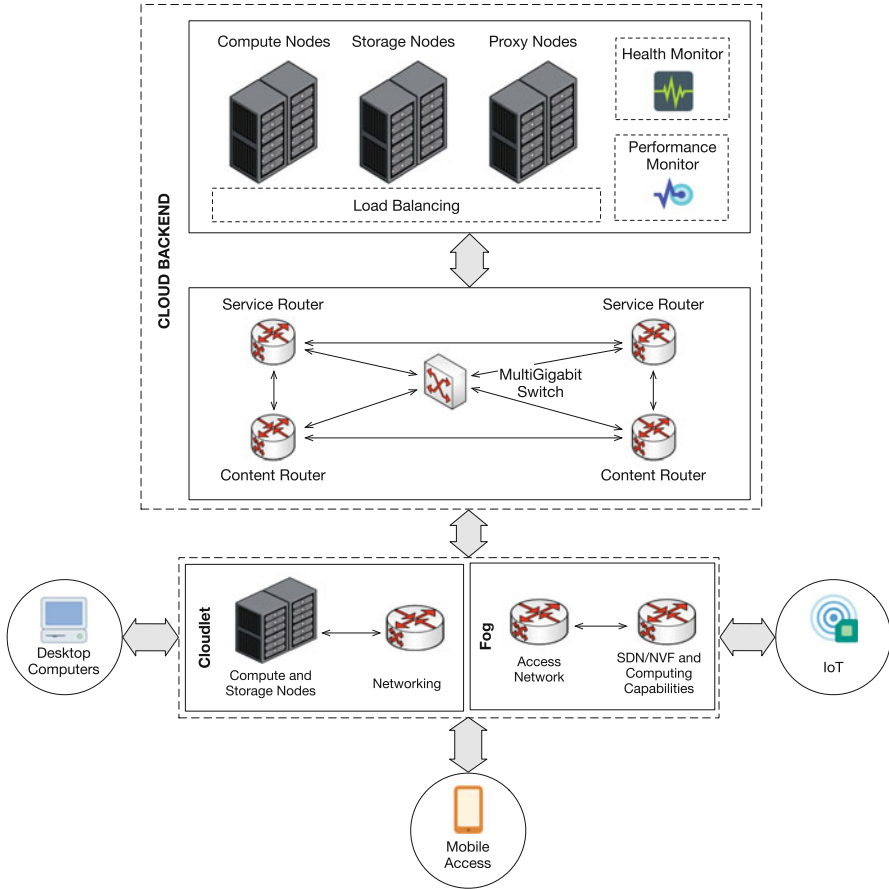 CLOUD BACKEND
Compute Nodes
Storage Nodes
Proxy Nodes
Health Monitor
Performance
Monitor
Load Balancing
Service Router
Service Router
MultiGigabit
Switch
Content Router
Content Router
Cloudlet
Compute and
Storage Nodes
Networking
Fog
Access
Network
SDN/NVF and
Computing
Capabilities
Desktop
Computers
IoT
Mobile
Access